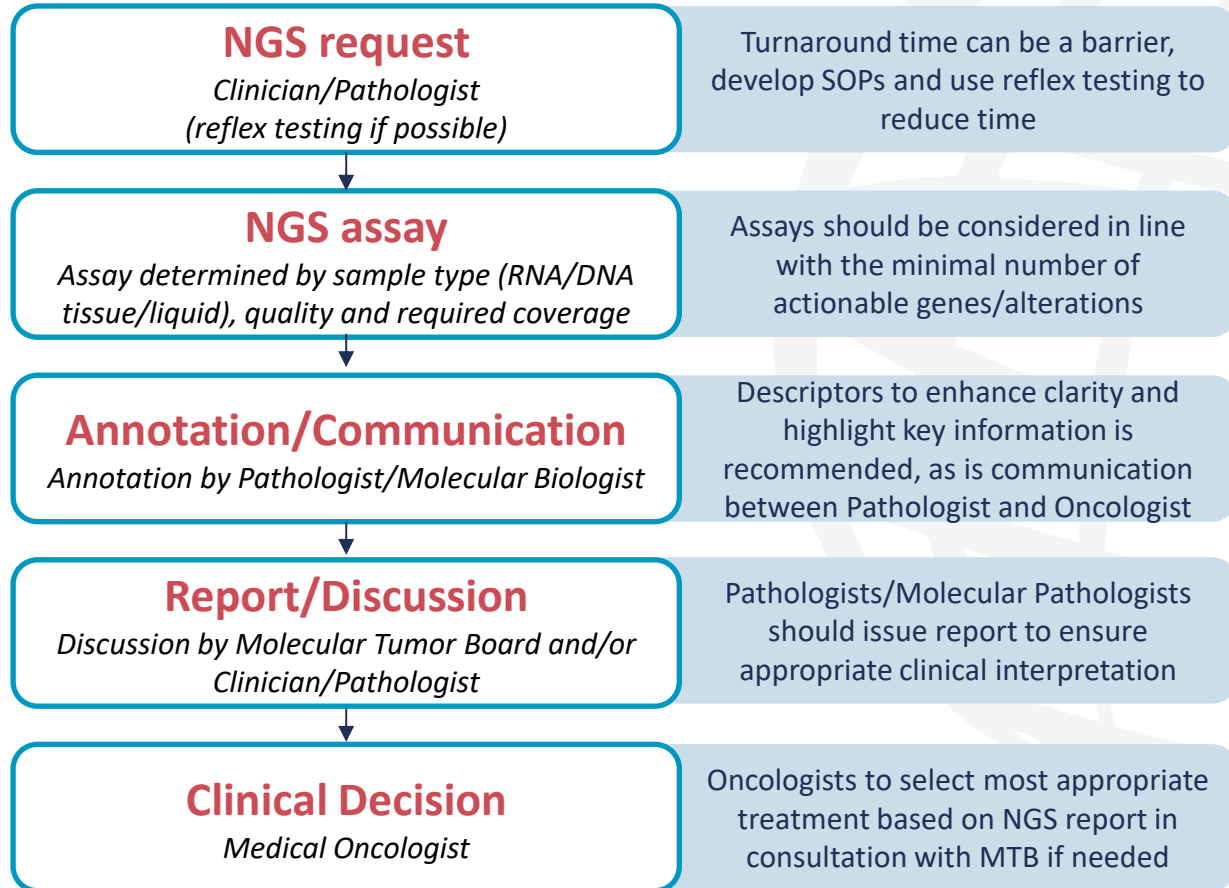 NGS request
Clinician/Pathologist
(reflex testing if possible)
Turnaround time can be a barrier,
develop SOPs and use reflex testing to
reduce time
NGS assay
Assay determined by sample type (RNA/DNA
tissue/liquid), quality and required coverage
Assays should be considered in line
with the minimal number of
actionable genes/alterations
Annotation/Communication
Annotation by Pathologist/Molecular Biologist
Descriptors to enhance clarity and
highlight key information is
recommended, as is communication
between Pathologist and Oncologist
Report/Discussion
Discussion by Molecular Tumor Board and/or
Clinician/Pathologist
Pathologists/Molecular Pathologists
should issue report to ensure
appropriate clinical interpretation
Clinical Decision
Medical Oncologist
Oncologists to select most appropriate
treatment based on NGS report in
consultation with MTB if needed